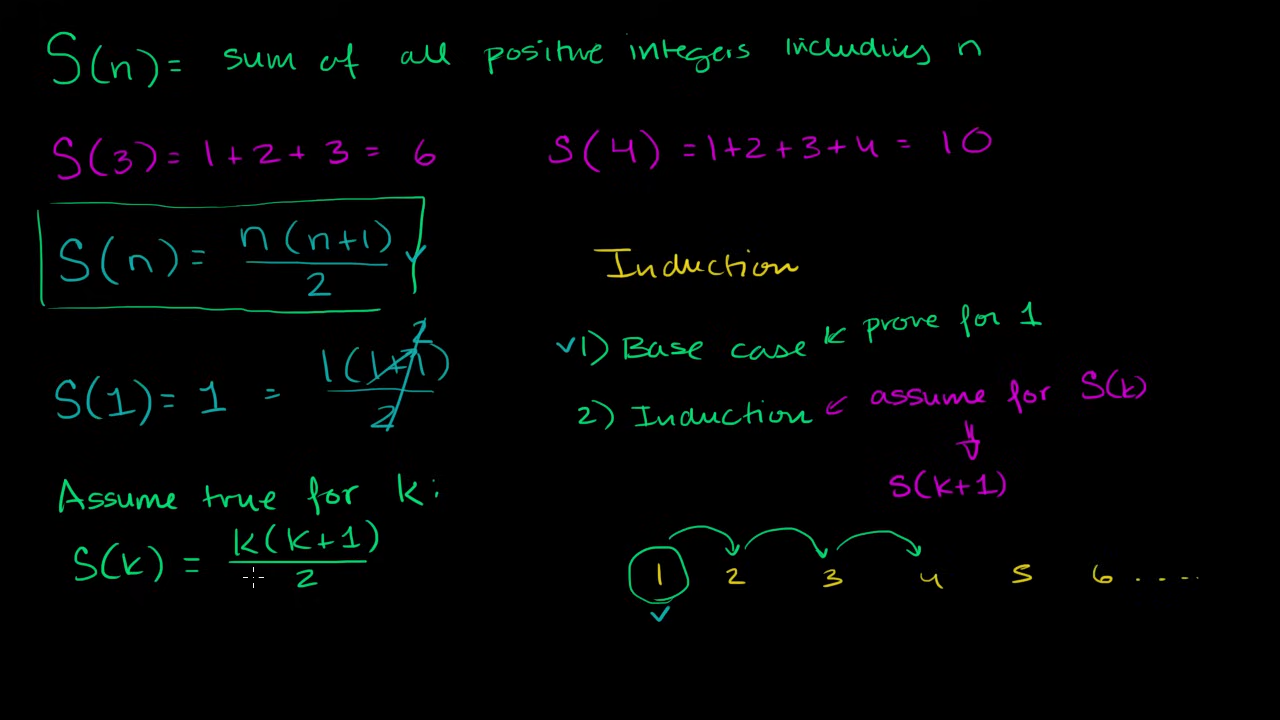 S(n) = sum of all positive integers including n
S(3) = 1 + 2 + 3 = 6
S(4) = 1+2+3+4 = 10
S(n) = n(n+1)/2 ✓
S(1) = 1 = 1(1+1)/2
2
Induction
✓1) Base case ← prove for 1
2) Induction ← assume for S(k)
↓
S(k+1)
Assume true for k:
S(k) = k(k+1)/2
1 2 3 4 5 6 ....
✓